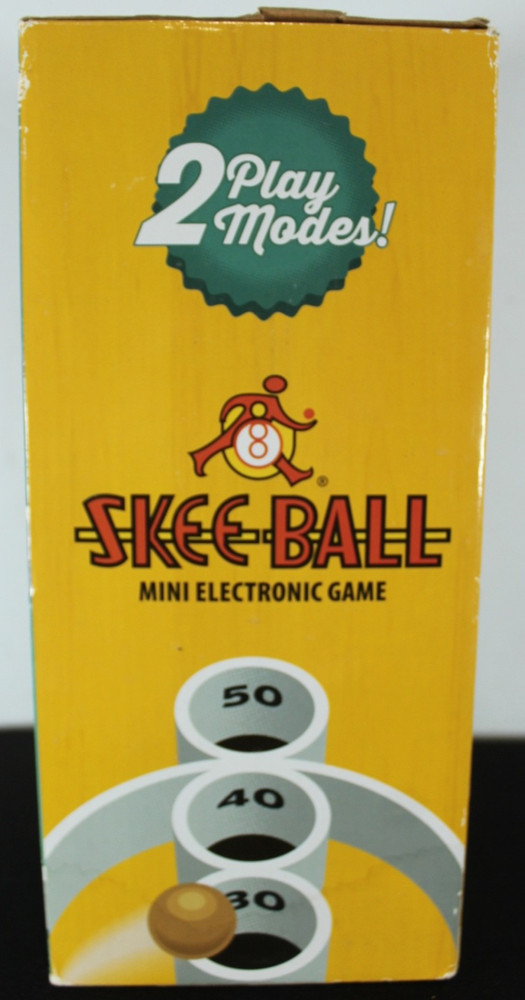 2 Play
Modes!
8
®
SKEE-BALL
MINI ELECTRONIC GAME
50
40
30